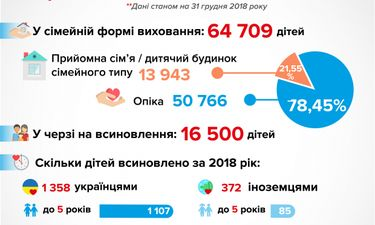 **Дані станом на 31 грудня 2018 року
У сімейній формі виховання: 64 709 дітей
Прийомна сім'я / дитячий будинок
сімейного типу 13 943
21,55
%
Опіка 50 766
78,45%
У черзі на всиновлення: 16 500 дітей
Скільки дітей всиновлено за 2018 рік:
1 358 українцями
372 іноземцями
до 5 років 1 107
до 5 років 85